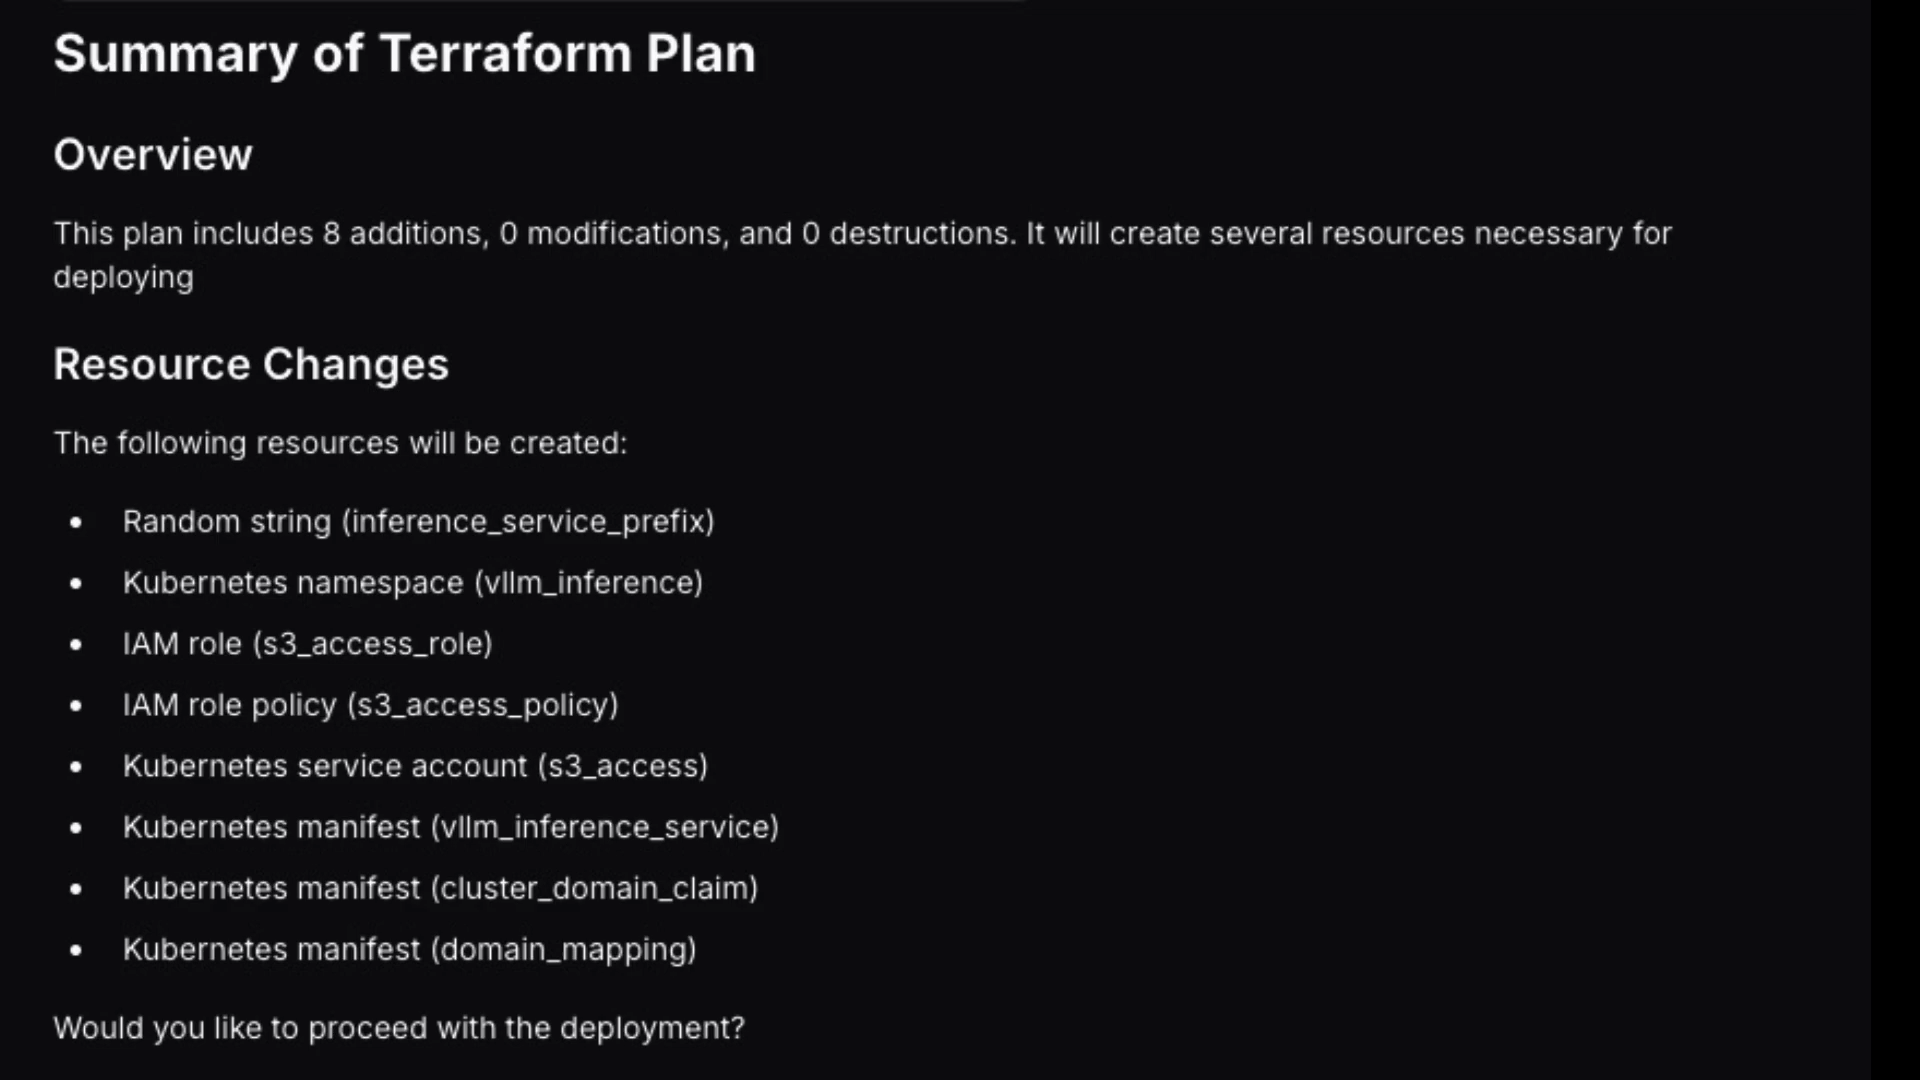 Summary of Terraform Plan
Overview
This plan includes 8 additions, 0 modifications, and 0 destructions. It will create several resources necessary for
deploying
Resource Changes
The following resources will be created:
• Random string (inference_service_prefix)
• Kubernetes namespace (vllm_inference)
• IAM role (s3_access_role)
• IAM role policy (s3_access_policy)
• Kubernetes service account (s3_access)
• Kubernetes manifest (vllm_inference_service)
• Kubernetes manifest (cluster_domain_claim)
• Kubernetes manifest (domain_mapping)
Would you like to proceed with the deployment?